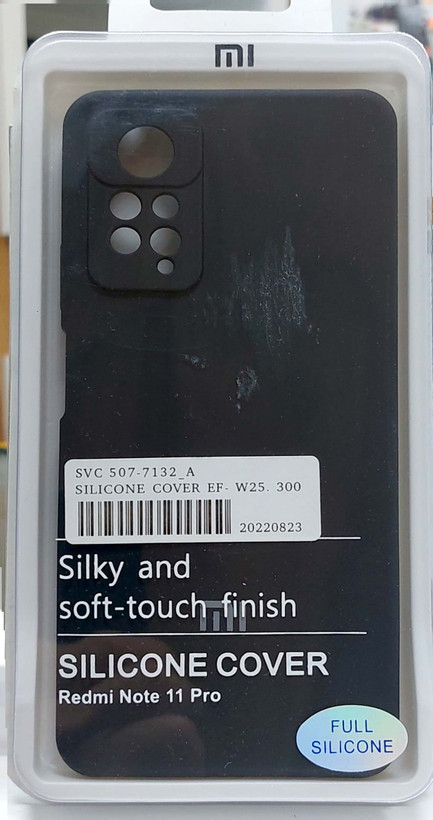 mi
SVC 507-7132_A
SILICONE COVER EF- W25. 300
20220823
Silky and
soft-touch finish
mi
SILICONE COVER
Redmi Note 11 Pro
FULL
SILICONE